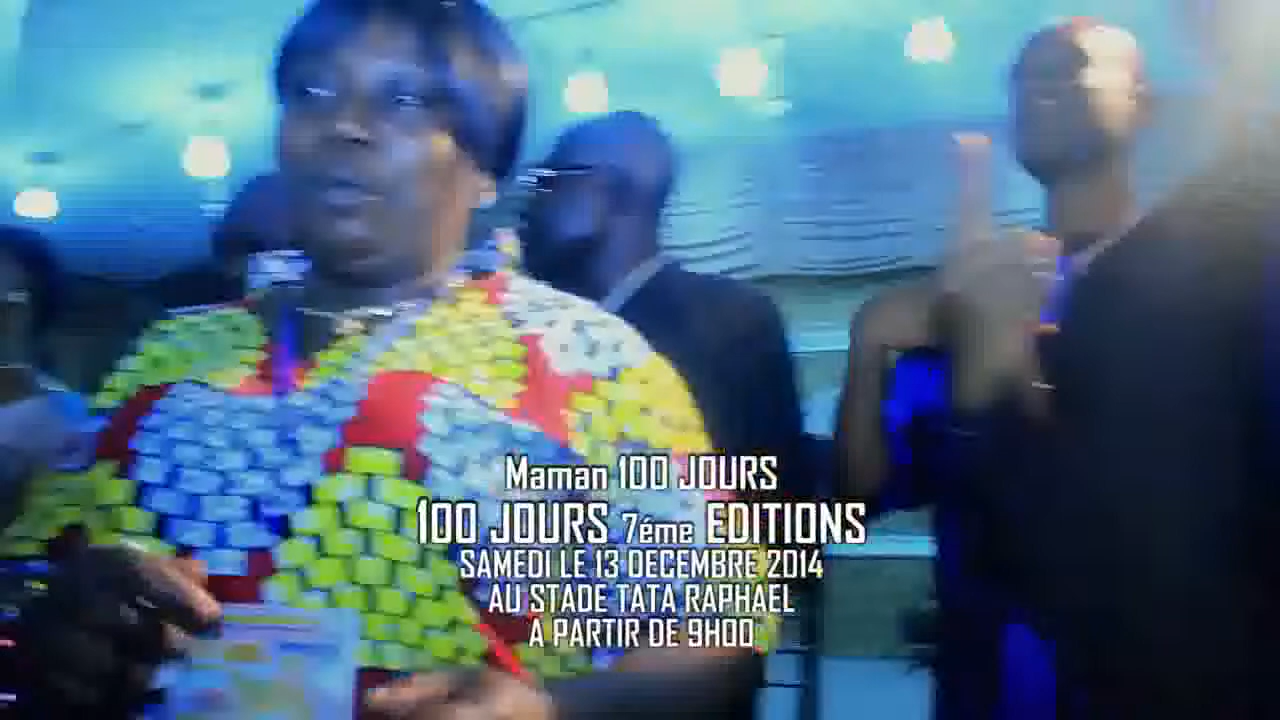 Maman 100 JOURS
100 JOURS 7éme EDITIONS
SAMEDI LE 13 DECEMBRE 2014
AU STADE TATA RAPHAEL
A PARTIR DE 9H00